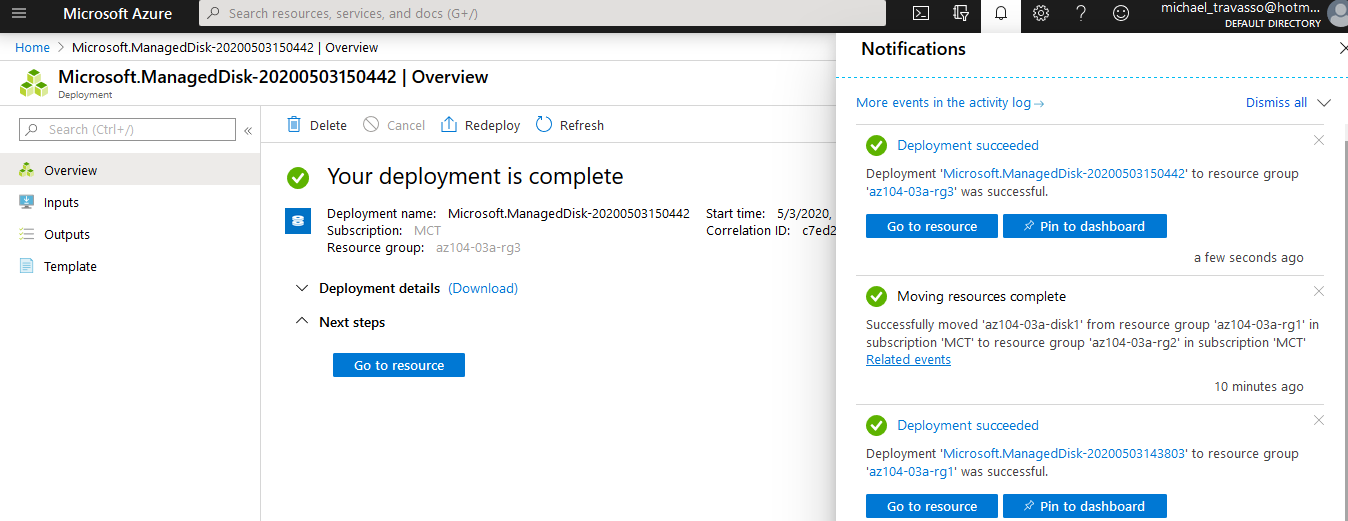 Microsoft Azure
Search resources, services, and docs (G+/)
michael_travasso@hotm...
DEFAULT DIRECTORY
Home > Microsoft.ManagedDisk-20200503150442 | Overview
Microsoft.ManagedDisk-20200503150442 | Overview
Deployment
Search (Ctrl+/)
«
Overview
Inputs
Outputs
Template
Delete
Cancel
Redeploy
Refresh
Your deployment is complete
Deployment name: Microsoft.ManagedDisk-20200503150442
Subscription: MCT
Resource group: az104-03a-rg3
Start time: 5/3/2020,
Correlation ID: c7ed2
Deployment details (Download)
Next steps
Go to resource
Notifications
More events in the activity log →
Dismiss all
Deployment succeeded
Deployment 'Microsoft.ManagedDisk-20200503150442' to resource group
'az104-03a-rg3' was successful.
Go to resource
Pin to dashboard
a few seconds ago
Moving resources complete
Successfully moved 'az104-03a-disk1' from resource group 'az104-03a-rg1' in
subscription 'MCT' to resource group 'az104-03a-rg2' in subscription 'MCT'
Related events
10 minutes ago
Deployment succeeded
Deployment 'Microsoft.ManagedDisk-20200503143803' to resource group
'az104-03a-rg1' was successful.
Go to resource
Pin to dashboard